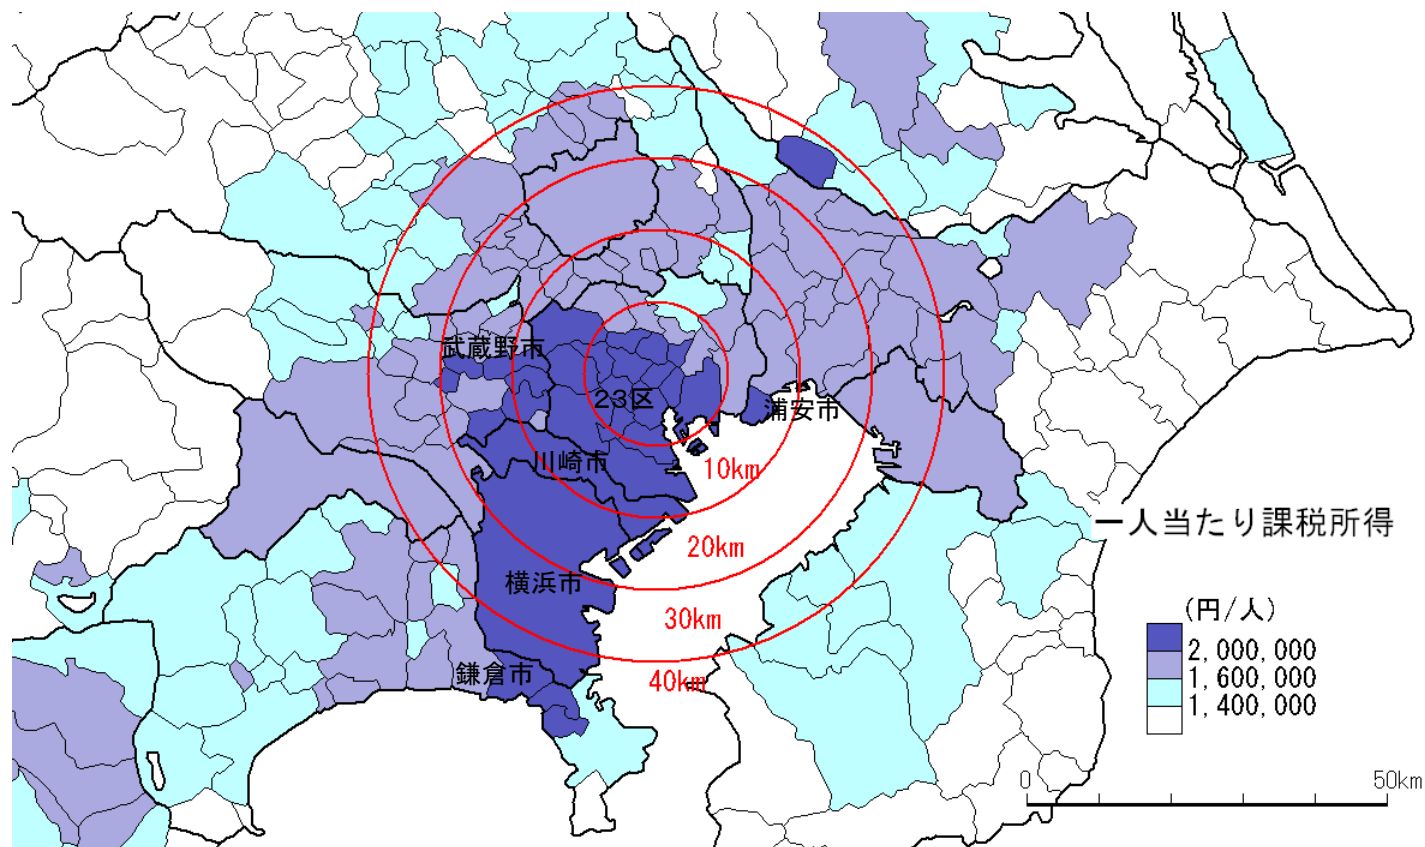 武蔵野市
23区
浦安市
川崎市
10km
一人当たり課税所得
20km
横浜市
30km
(円/人)
2,000,000
鎌倉市
1,600,000
40km
1,400,000
0
50km